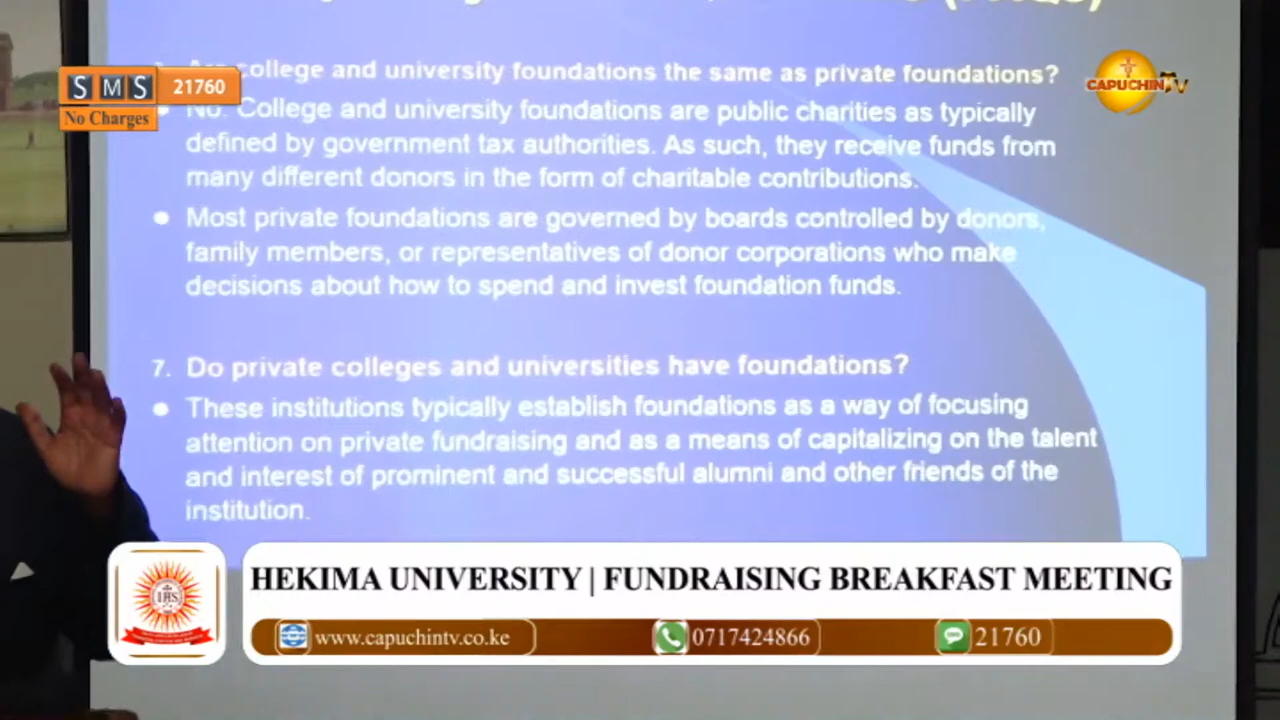 college and university foundations the same as private foundations?
SMS 21760
No Charges
CAPUCHIN TV
No. College and university foundations are public charities as typically
defined by government tax authorities. As such, they receive funds from
many different donors in the form of charitable contributions.
Most private foundations are governed by boards controlled by donors,
family members, or representatives of donor corporations who make
decisions about how to spend and invest foundation funds.
7. Do private colleges and universities have foundations?
These institutions typically establish foundations as a way of focusing
attention on private fundraising and as a means of capitalizing on the talent
and interest of prominent and successful alumni and other friends of the
institution.
IHS
HEKIMA UNIVERSITY | FUNDRAISING BREAKFAST MEETING
www.capuchintv.co.ke
0717424866
21760